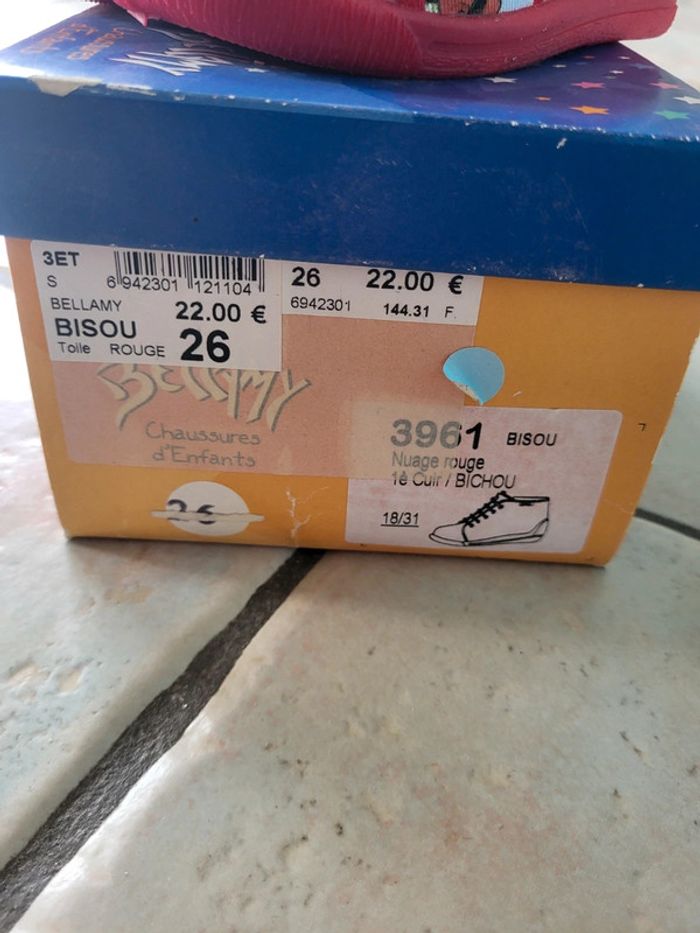 3ET
S
6 942301 121104
BELLAMY
22.00 €
BISOU
Toile ROUGE 26
26 22.00 €
6942301 144.31 F.
BELLAMY
Chaussures
d'Enfants
26
3961 BISOU
Nuage rouge
1è Cuir / BICHOU
18/31